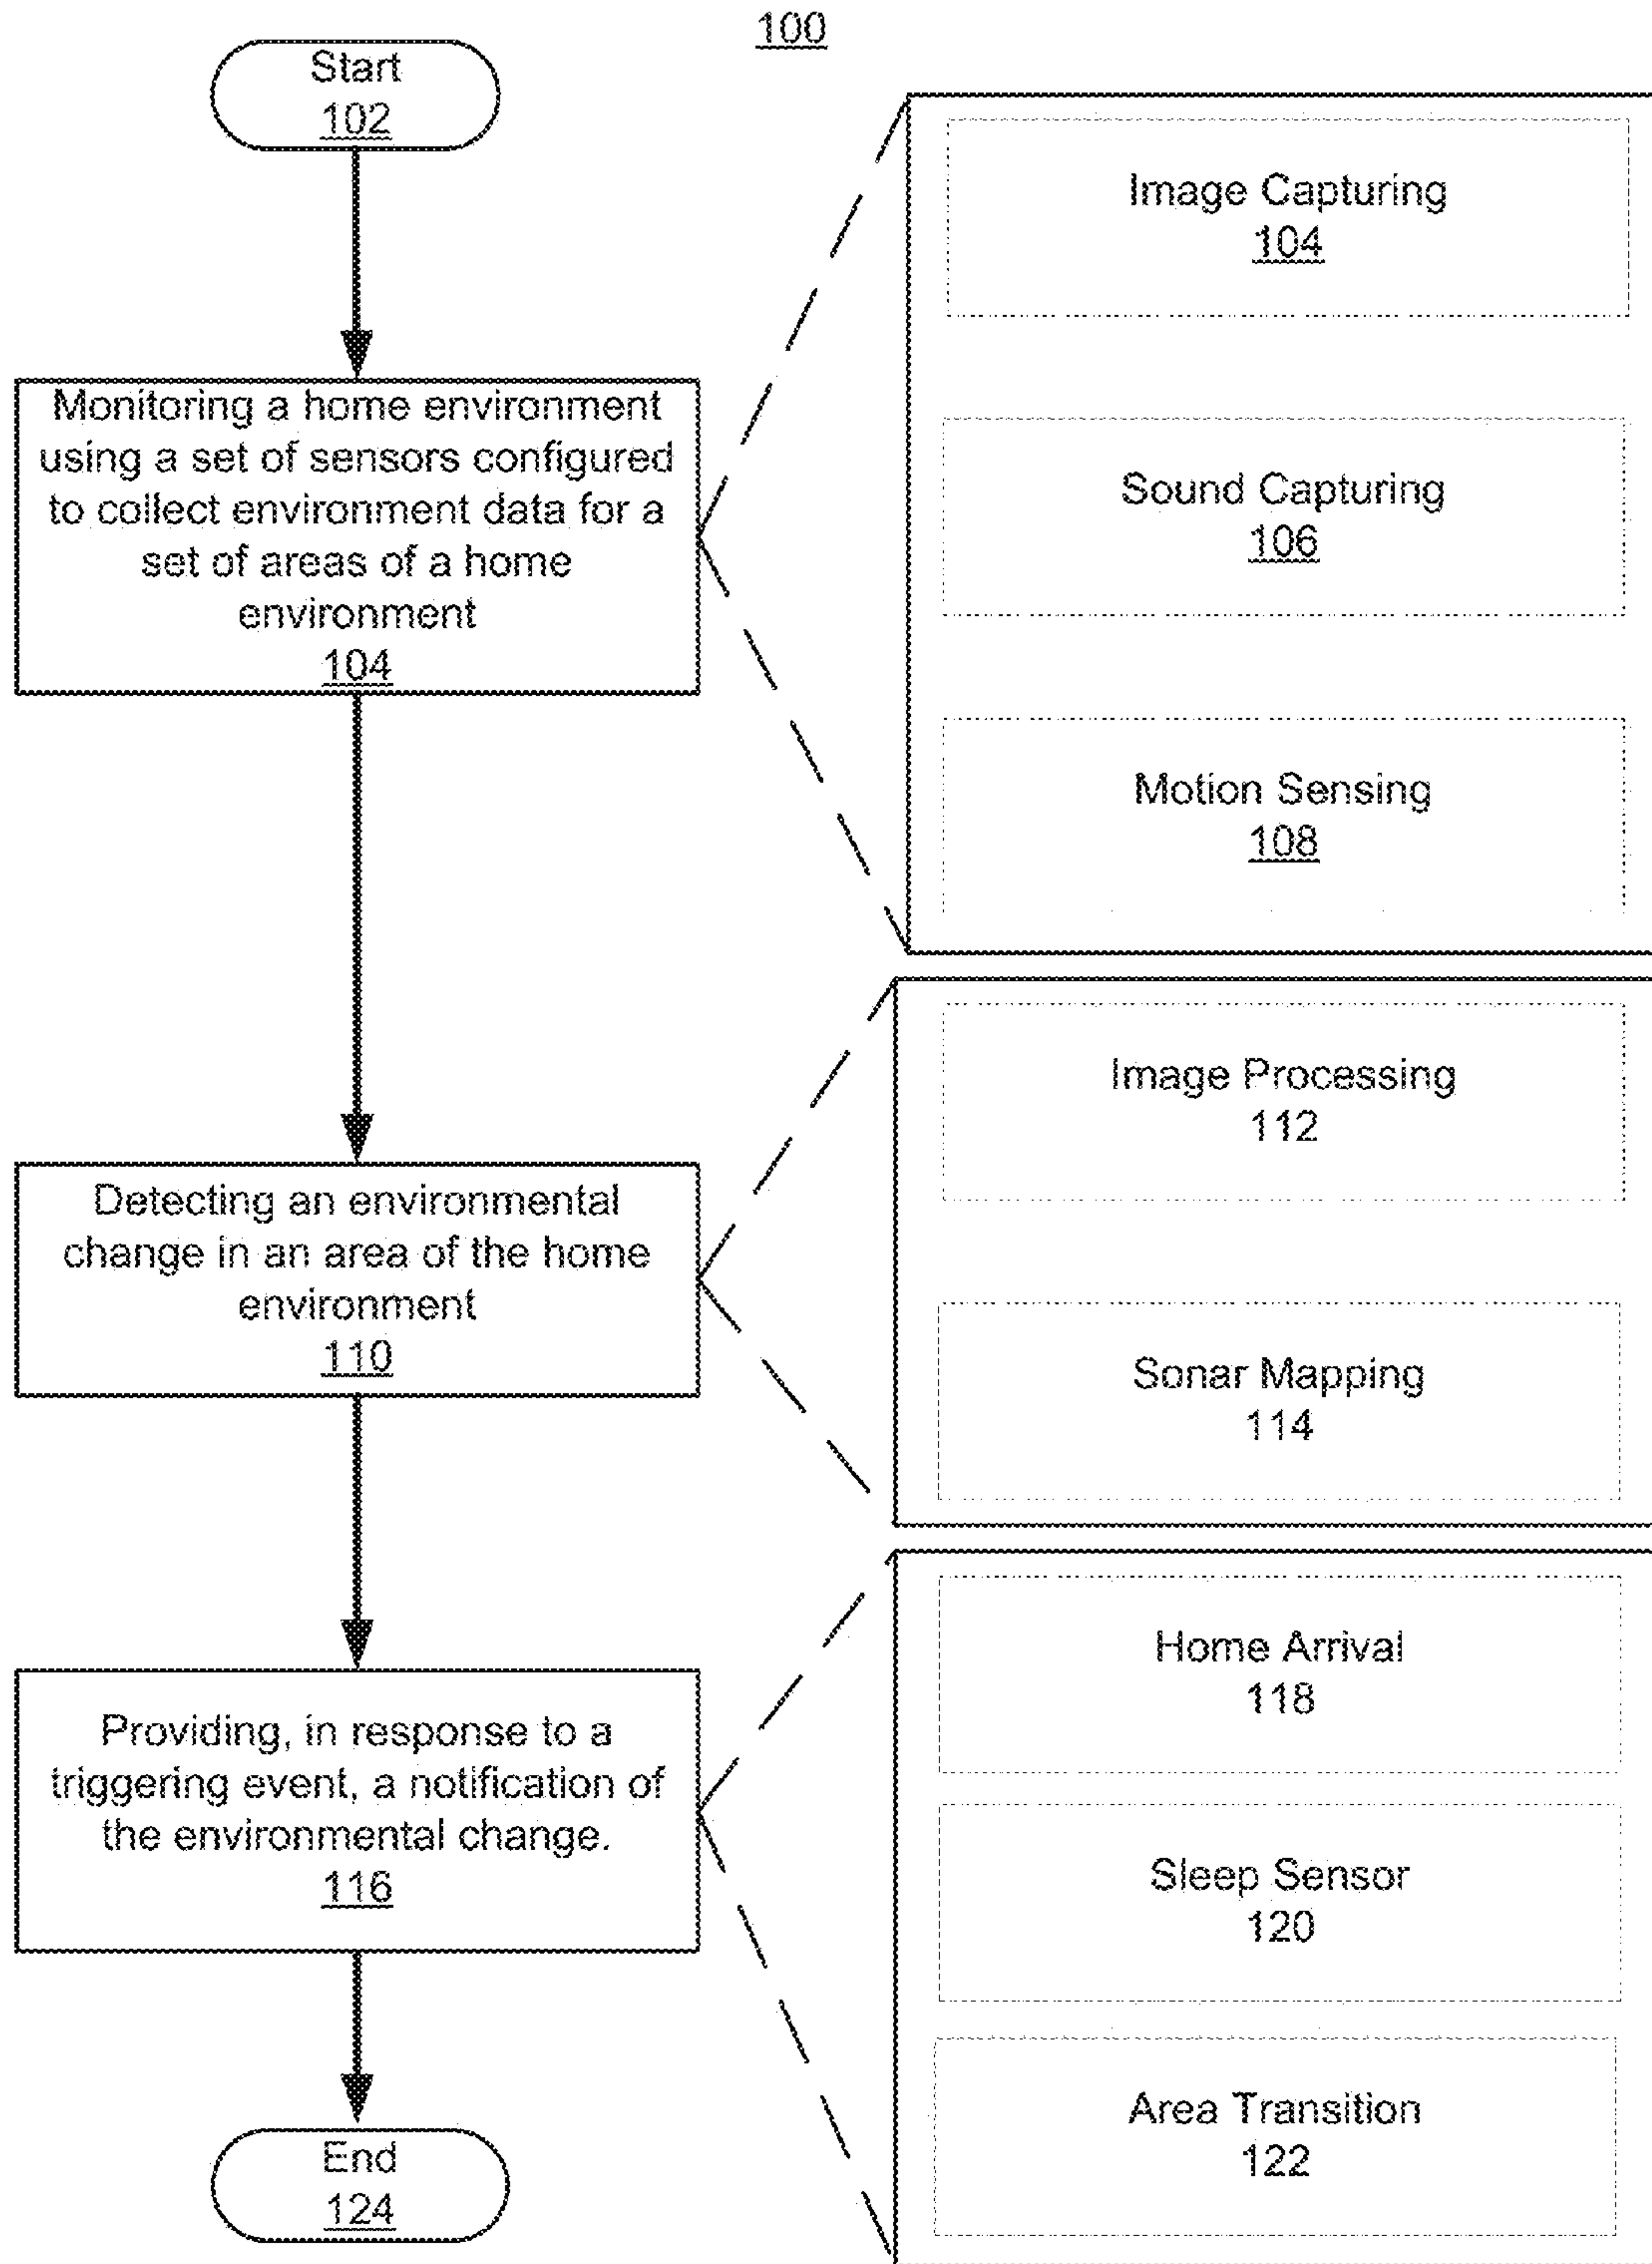 100
Start
102
Monitoring a home environment
using a set of sensors configured
to collect environment data for a
set of areas of a home
environment
104
Image Capturing
104
Sound Capturing
106
Motion Sensing
108
Detecting an environmental
change in an area of the home
environment
110
Image Processing
112
Sonar Mapping
114
Providing, in response to a
triggering event, a notification of
the environmental change.
116
Home Arrival
118
Sleep Sensor
120
Area Transition
122
End
124